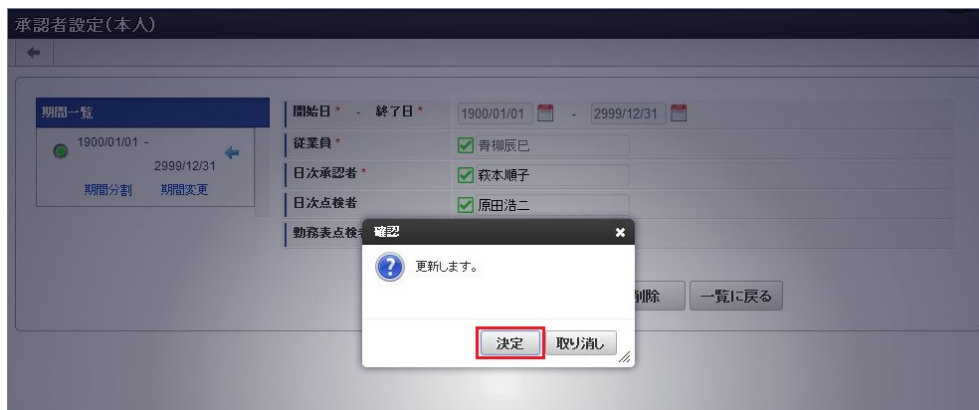 承認者設定(本人)
期間一覧
1900/01/01 -
2999/12/31
期間分割 期間変更
開始日* - 終了日* 1900/01/01 - 2999/12/31
従業員* 青柳辰巳
日次承認者* 萩本順子
日次点検者 原田浩二
勤務表点検
確認
更新します。
削除 一覧に戻る
決定 取り消し